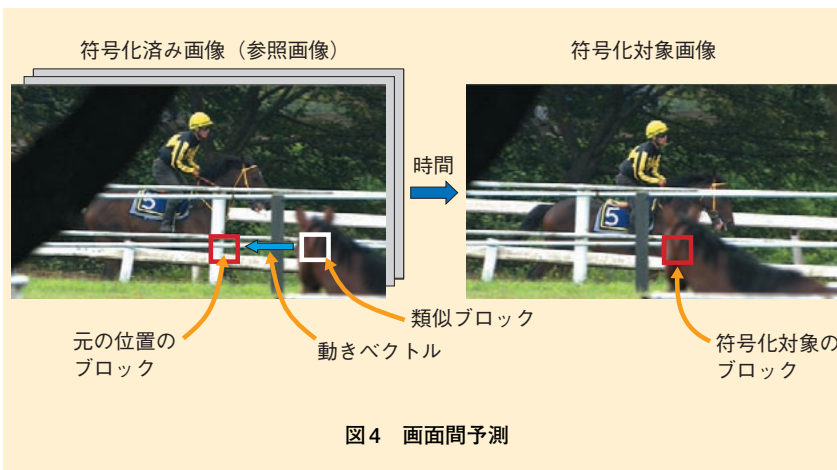 符号化済み画像（参照画像）
符号化対象画像
時間
5
5
類似ブロック
元の位置の
ブロック
動きベクトル
符号化対象の
ブロック
図4 画面間予測